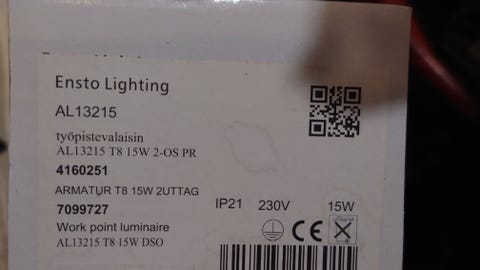 Ensto Lighting
AL13215
työpistevalaisin
AL13215 T8 15W 2-OS PR
4160251
ARMATUR T8 15W 2UTTAG
7099727
IP21 230V 15W
Work point luminaire
AL13215 T8 15W DSO
CE